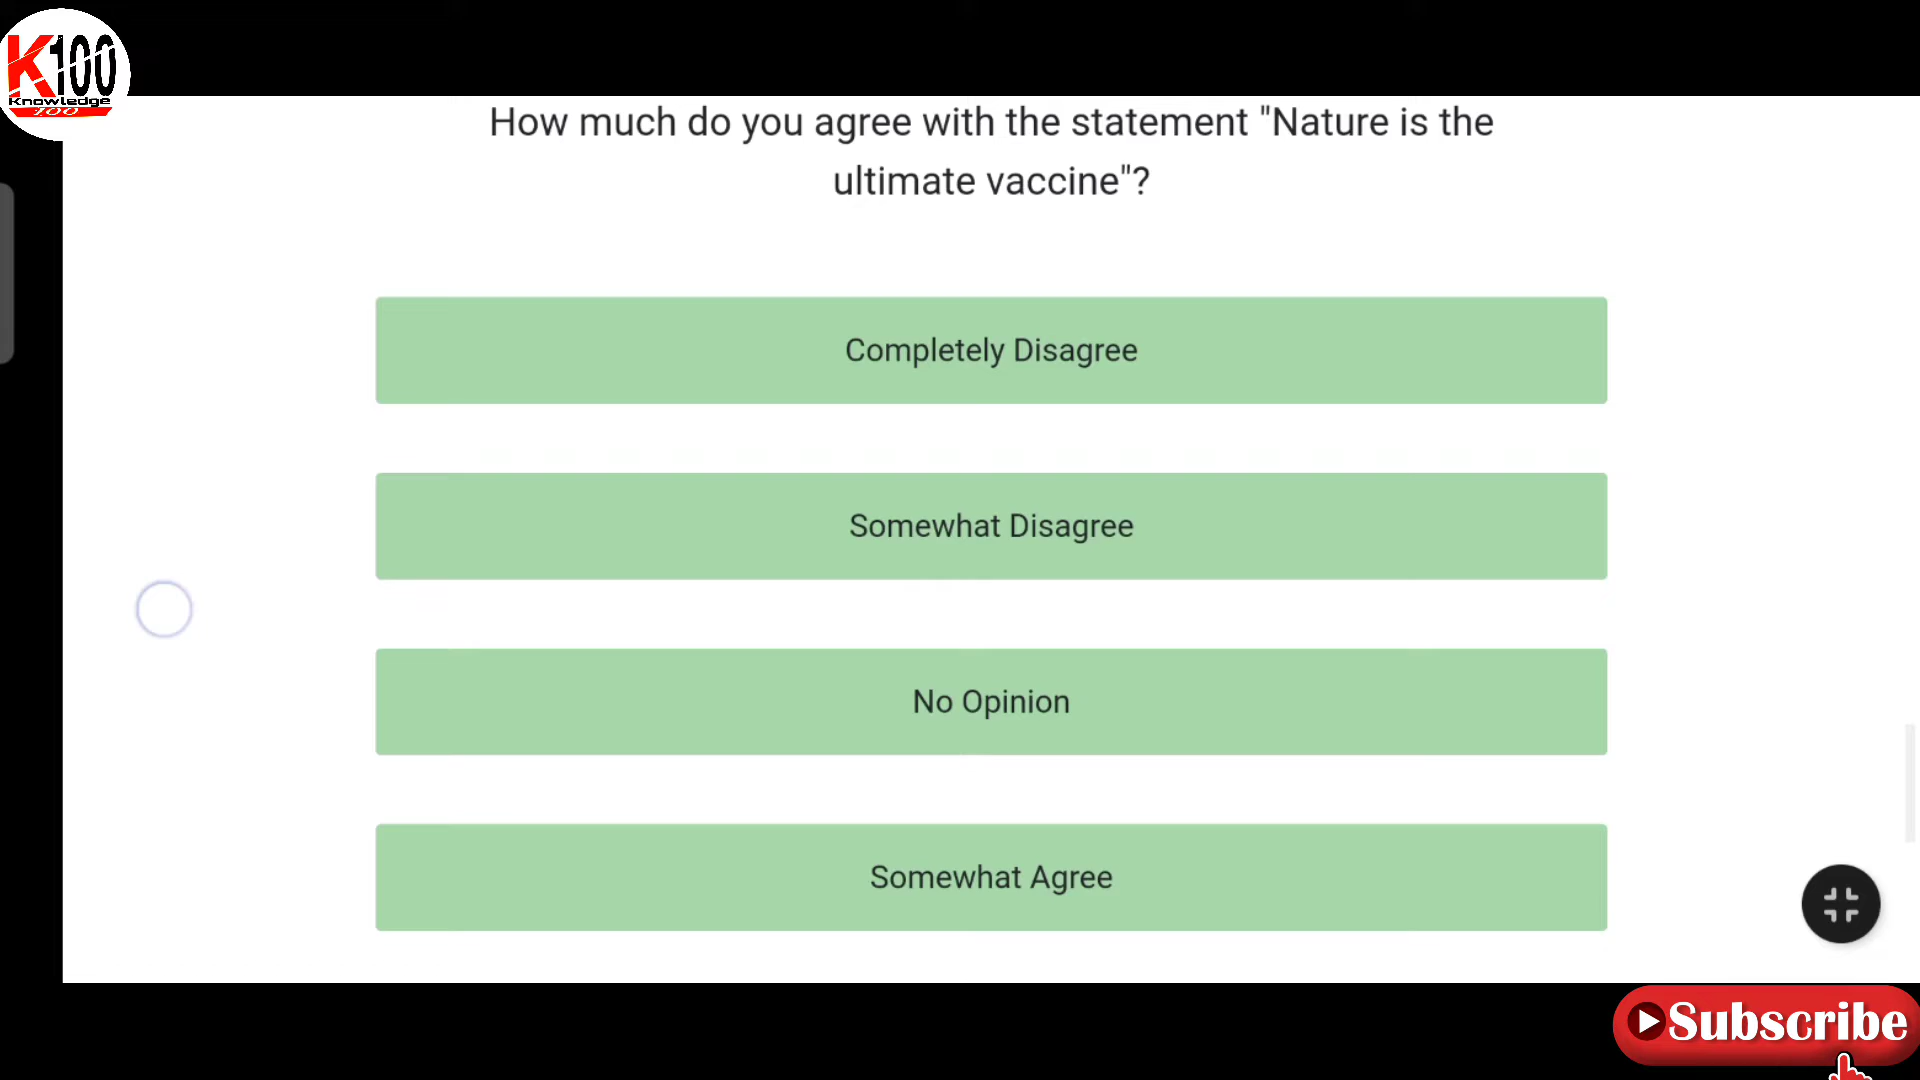 K100
Knowledge
100
How much do you agree with the statement "Nature is the
ultimate vaccine"?
Completely Disagree
Somewhat Disagree
No Opinion
Somewhat Agree
Subscribe